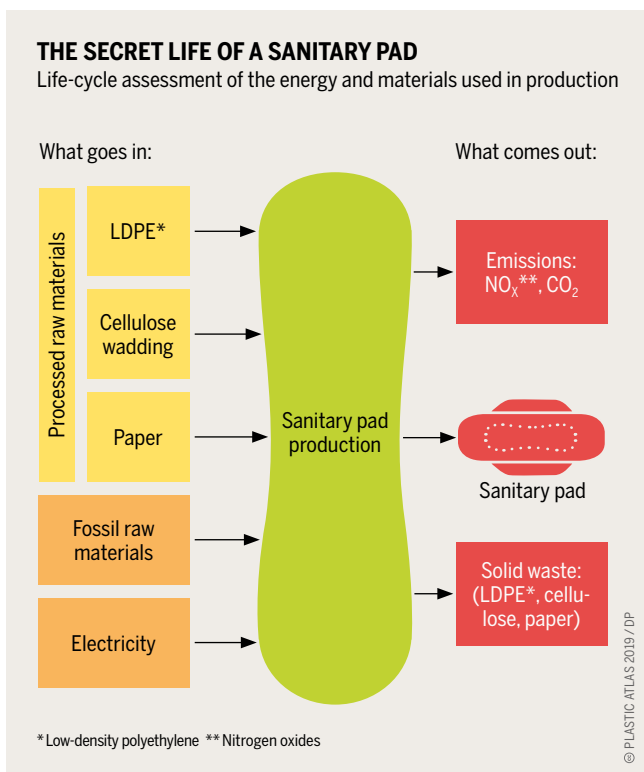 THE SECRET LIFE OF A SANITARY PAD
Life-cycle assessment of the energy and materials used in production
What goes in:
What comes out:
Processed raw materials
LDPE*
Cellulose
wadding
Paper
Fossil raw
materials
Electricity
Sanitary pad
production
Emissions:
NOₓ**, CO₂
Sanitary pad
Solid waste:
(LDPE*, cellu-
lose, paper)
*Low-density polyethylene **Nitrogen oxides
PLASTIC ATLAS 2019 / DP